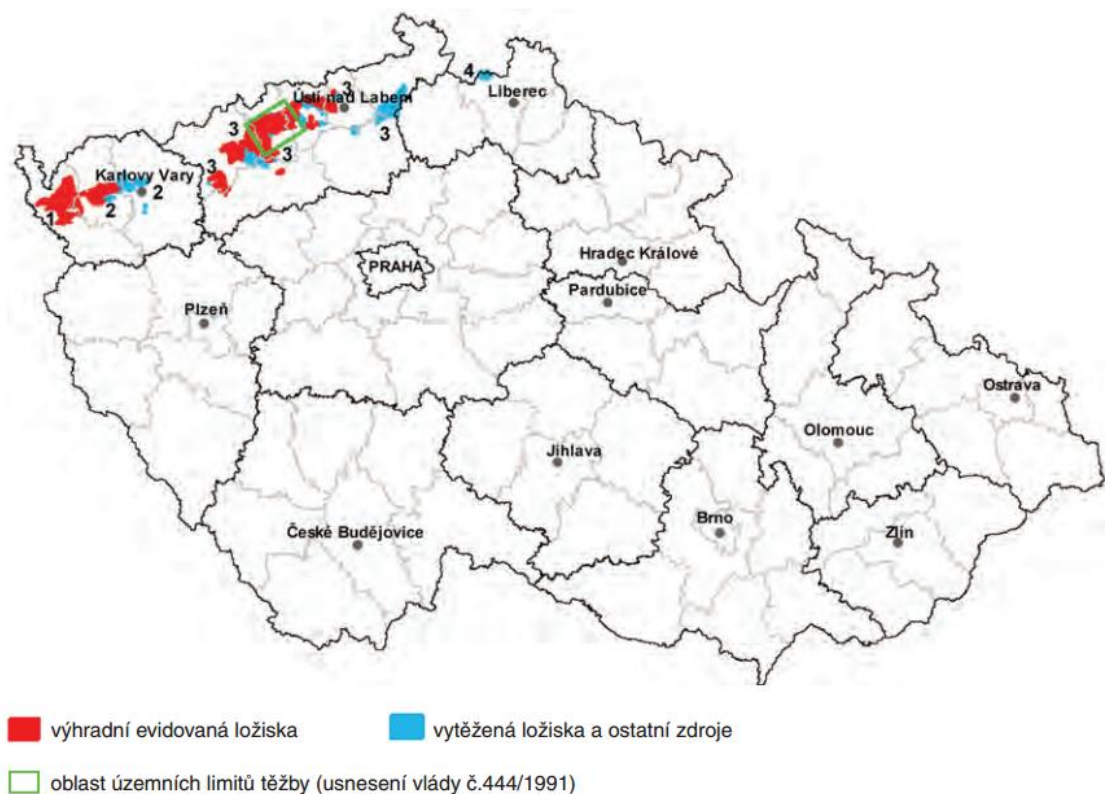 4
Liberec
3
Ústí nad Labem
3
3
3
3
Karlovy Vary
2
1
2
Hradec Králové
PRAHA
Pardubice
Plzeň
Ostrava
Olomouc
Jihlava
Brno
České Budějovice
Zlín
výhradní evidovaná ložiska
vytěžená ložiska a ostatní zdroje
oblast územních limitů těžby (usnesení vlády č.444/1991)